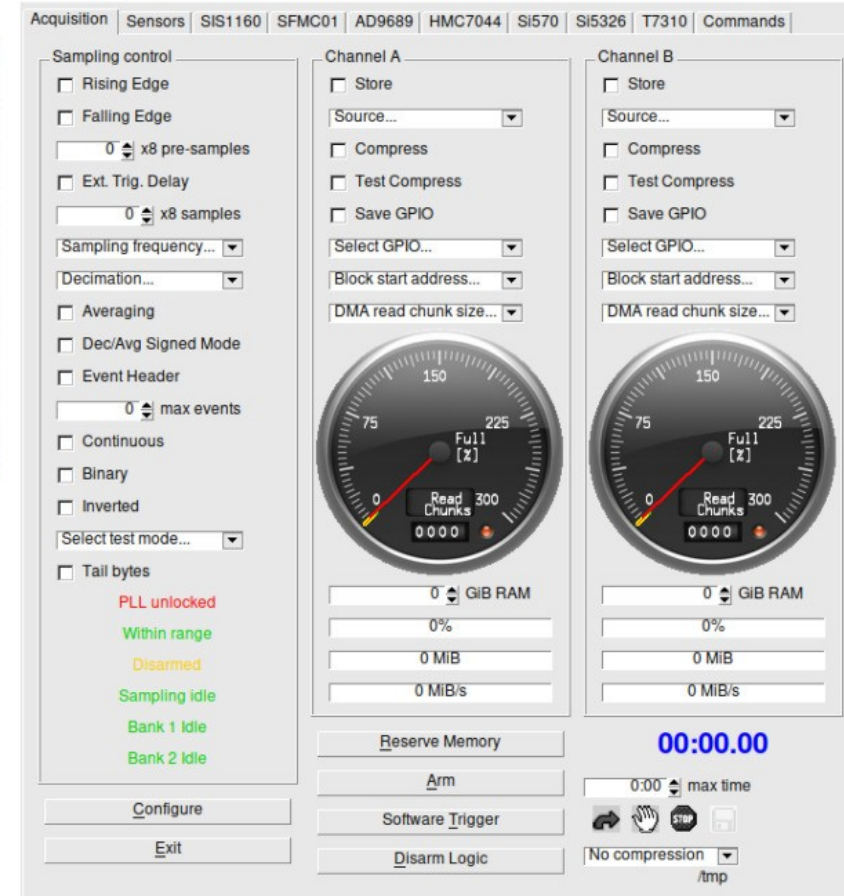 Acquisition Sensors SIS1160 SFMC01 AD9689 HMC7044 Si570 Si5326 T7310 Commands
Sampling control
Rising Edge
Falling Edge
0 x8 pre-samples
Ext. Trig. Delay
0 x8 samples
Sampling frequency...
Decimation...
Averaging
Dec/Avg Signed Mode
Event Header
0 max events
Continuous
Binary
Inverted
Select test mode...
Tail bytes
PLL unlocked
Within range
Disarmed
Sampling idle
Bank 1 Idle
Bank 2 Idle
Configure
Exit
Channel A
Store
Source...
Compress
Test Compress
Save GPIO
Select GPIO...
Block start address...
DMA read chunk size...
150
75 225
Full
[%]
0 Read 300
Chunks
0000
0 GiB RAM
0%
0 MiB
0 MiB/s
Reserve Memory
Arm
Software Trigger
Disarm Logic
Channel B
Store
Source...
Compress
Test Compress
Save GPIO
Select GPIO...
Block start address...
DMA read chunk size...
150
75 225
Full
[%]
0 Read 300
Chunks
0000
0 GiB RAM
0%
0 MiB
0 MiB/s
00:00.00
0:00 max time
STOP
No compression
/tmp